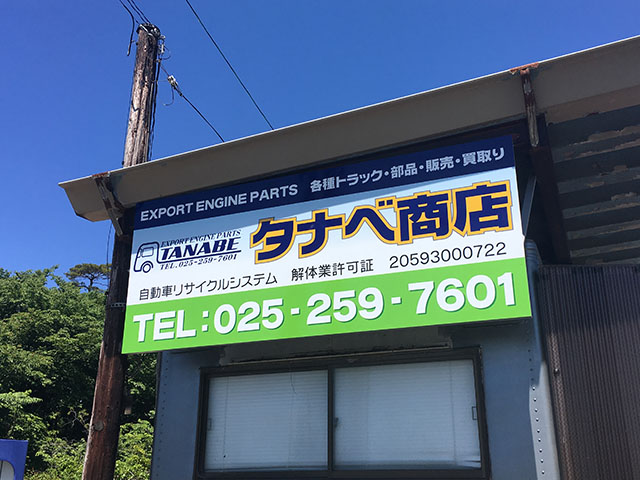 EXPORT ENGINE PARTS 各種トラック・部品・販売・買取り
EXPORT ENGINE PARTS
TANABE
TEL.025-259-7601
タナベ商店
自動車リサイクルシステム 解体業許可証 20593000722
TEL:025-259-7601